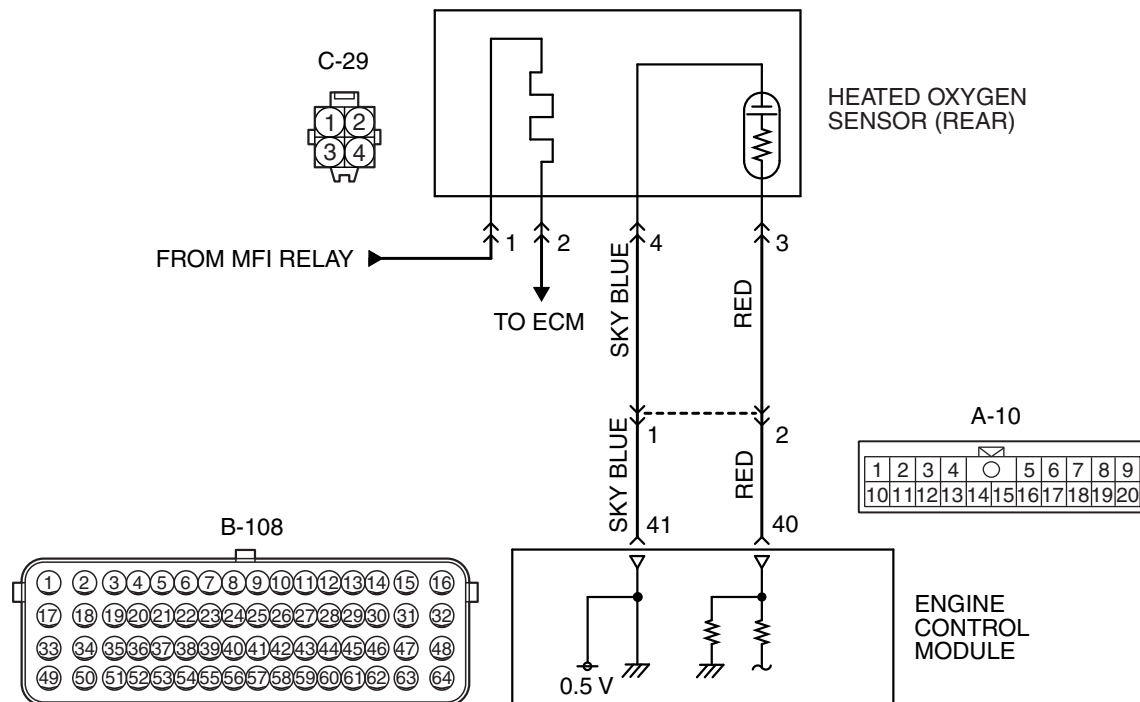 C-29
1 2
3 4
HEATED OXYGEN
SENSOR (REAR)
1
2
4
3
FROM MFI RELAY
TO ECM
SKY BLUE
RED
1
2
SKY BLUE
RED
A-10
1 2 3 4 5 6 7 8 9
10 11 12 13 14 15 16 17 18 19 20
41
40
B-108
1 2 3 4 5 6 7 8 9 10 11 12 13 14 15 16
17 18 19 20 21 22 23 24 25 26 27 28 29 30 31 32
33 34 35 36 37 38 39 40 41 42 43 44 45 46 47 48
49 50 51 52 53 54 55 56 57 58 59 60 61 62 63 64
ENGINE
CONTROL
MODULE
0.5 V